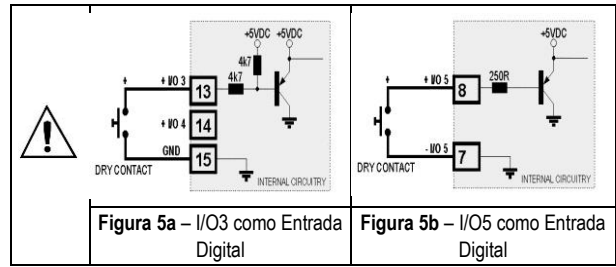 +5VDC +5VDC
4k7
4k7
+ + I/O 3 13
+ I/O 4 14
GND 15
DRY CONTACT
INTERNAL CIRCUITRY
Figura 5a – I/O3 como Entrada
Digital
+5VDC
250R
+ + I/O 5 8
- I/O 5 7
DRY CONTACT
INTERNAL CIRCUITRY
Figura 5b – I/O5 como Entrada
Digital